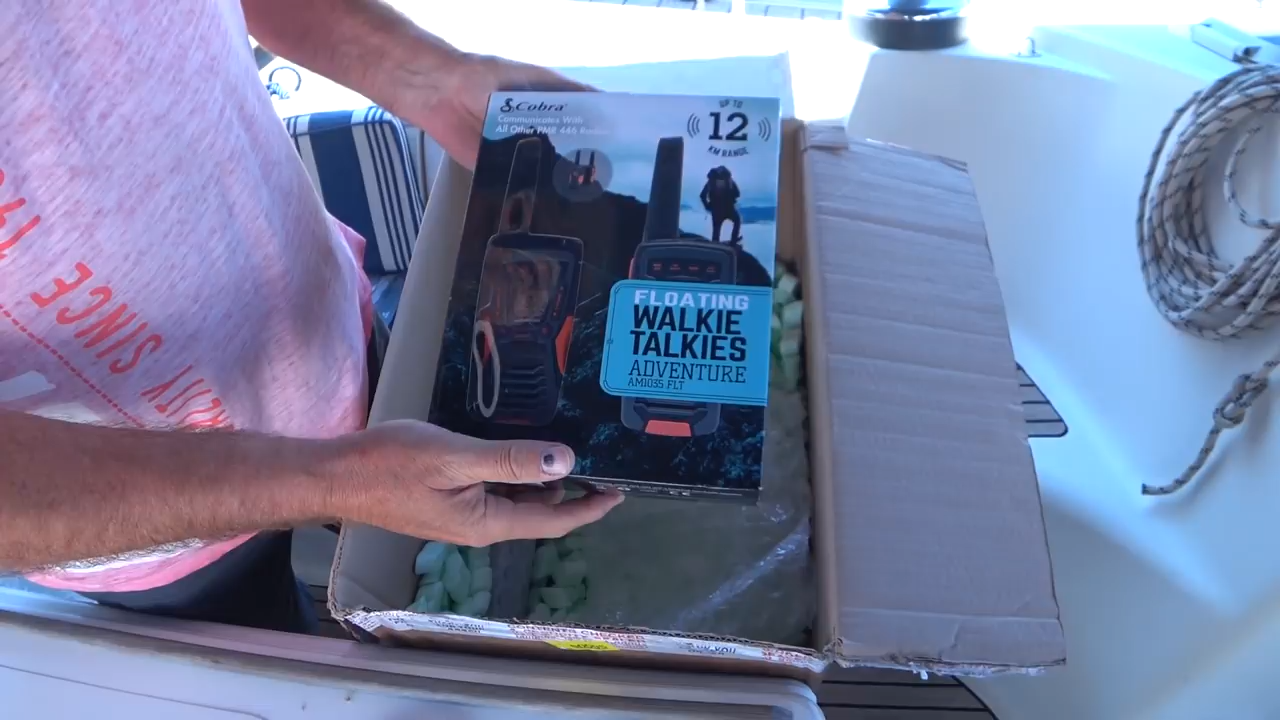 Cobra
Communicates With
All Other PMR 446 Radios
UP TO
12
KM RANGE
FLOATING
WALKIE
TALKIES
ADVENTURE
AM1035 FLT
SINCE